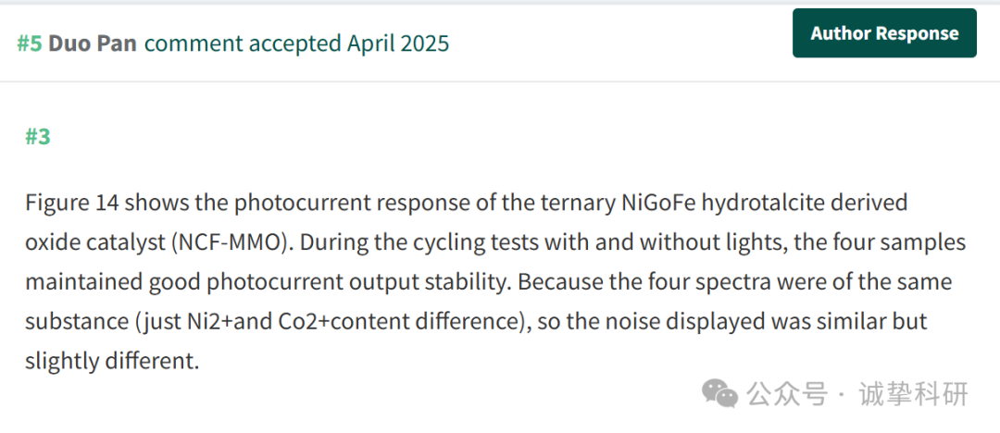 #5 Duo Pan comment accepted April 2025
Author Response
#3
Figure 14 shows the photocurrent response of the ternary NiGoFe hydrotalcite derived
oxide catalyst (NCF-MMO). During the cycling tests with and without lights, the four samples
maintained good photocurrent output stability. Because the four spectra were of the same
substance (just Ni2+and Co2+content difference), so the noise displayed was similar but
slightly different.
公众号 · 诚挚科研